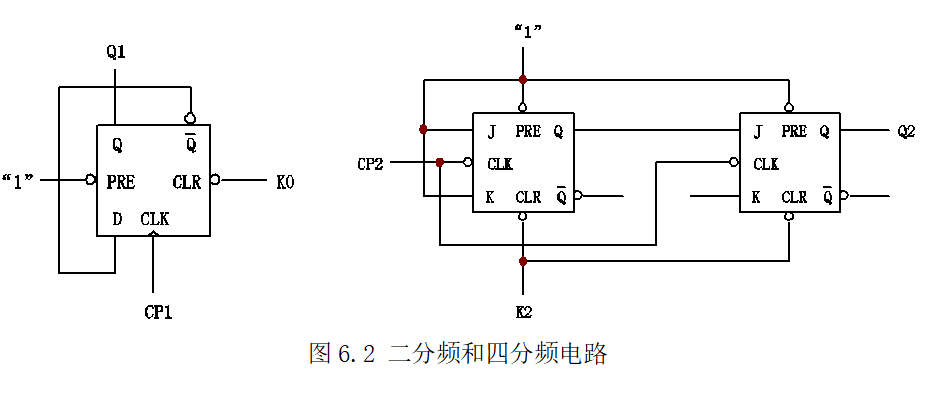 Q1
Q Q̅
"1" PRE CLR K0
D CLK
CP1
"1"
J PRE Q J PRE Q Q2
CP2 CLK CLK
K CLR Q̅ K CLR Q̅
K2
图 6.2 二分频和四分频电路